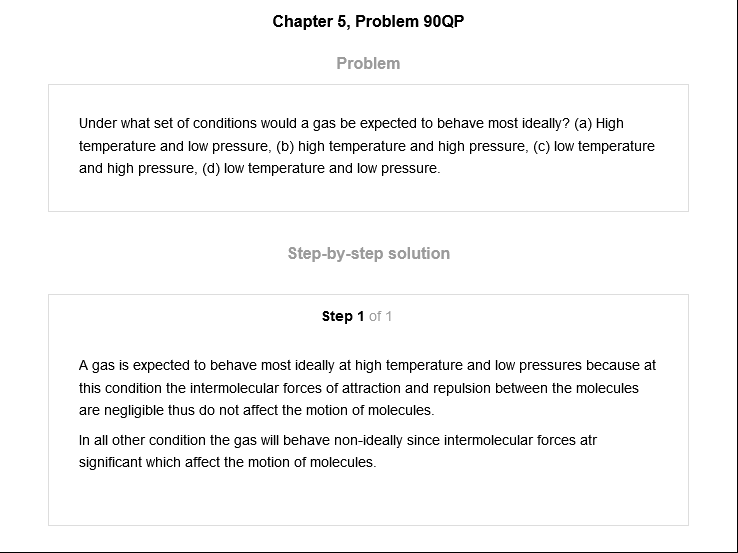 Chapter 5, Problem 90QP
Problem
Under what set of conditions would a gas be expected to behave most ideally? (a) High
temperature and low pressure, (b) high temperature and high pressure, (c) low temperature
and high pressure, (d) low temperature and low pressure.
Step-by-step solution
Step 1 of 1
A gas is expected to behave most ideally at high temperature and low pressures because at
this condition the intermolecular forces of attraction and repulsion between the molecules
are negligible thus do not affect the motion of molecules.
In all other condition the gas will behave non-ideally since intermolecular forces atr
significant which affect the motion of molecules.